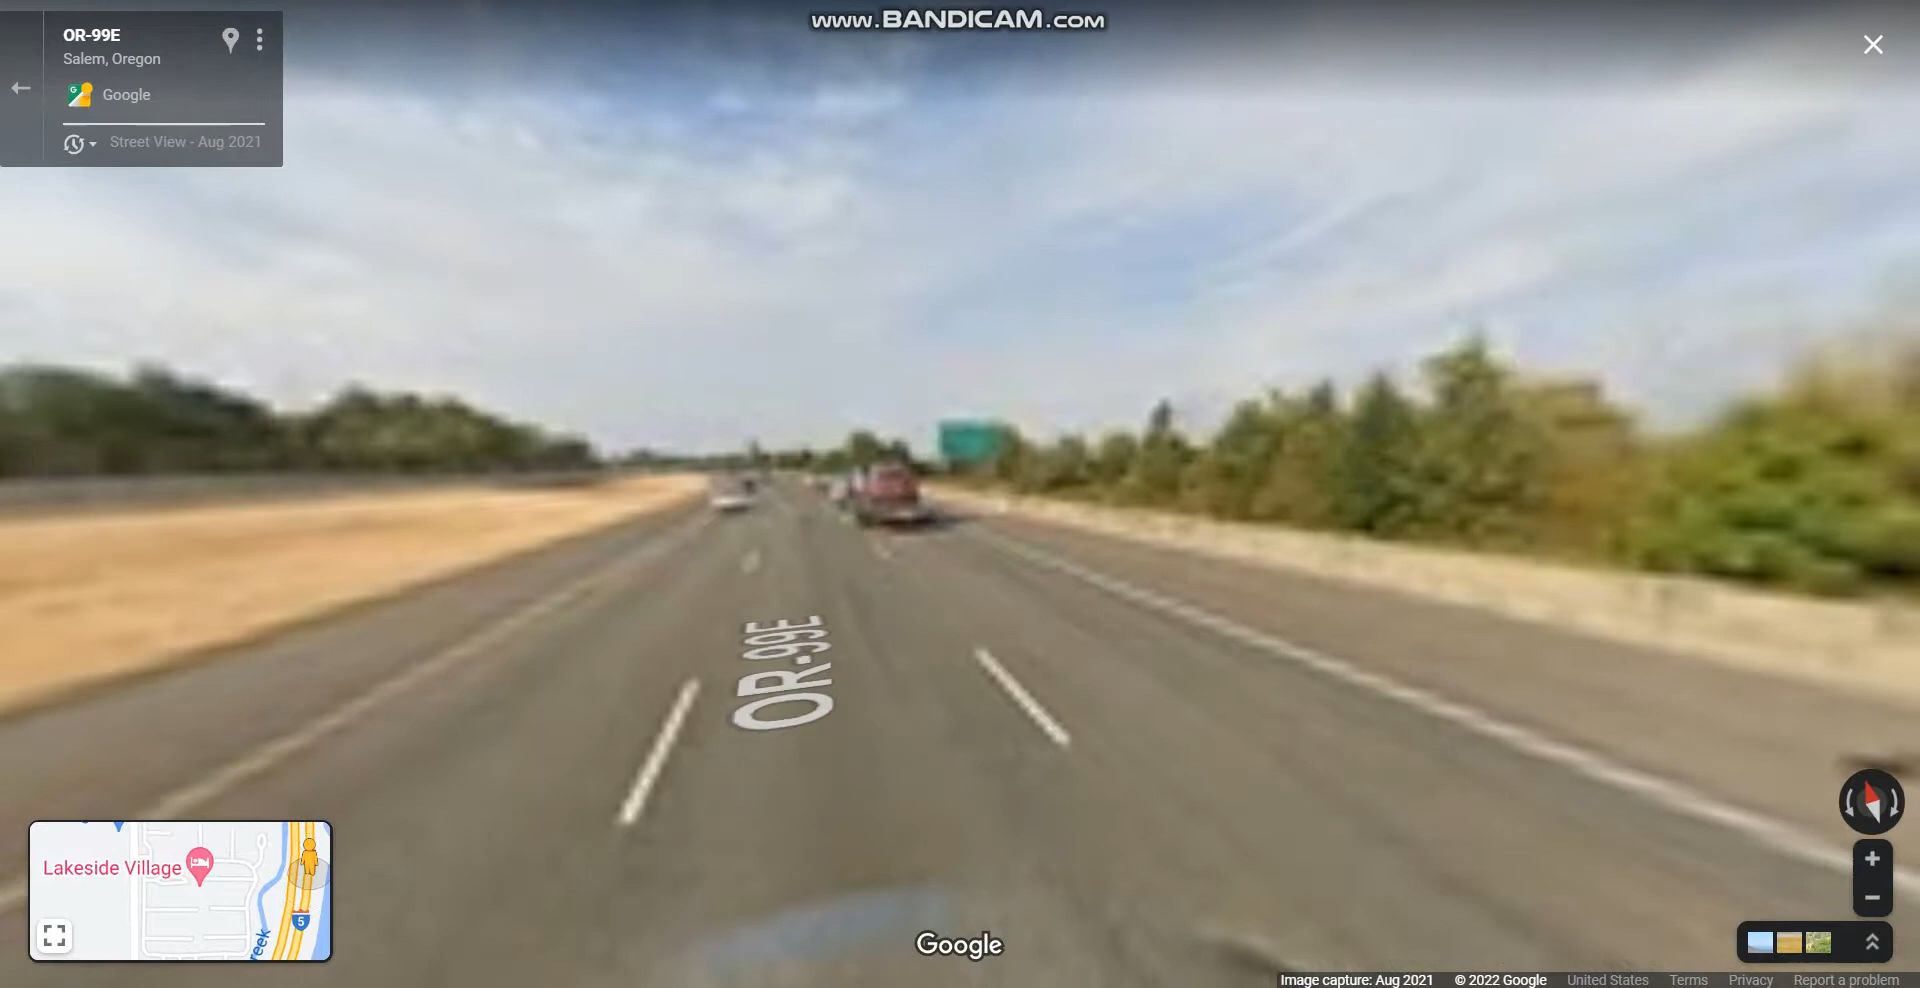 www.BANDICAM.com
OR-99E
Salem, Oregon
Google
Street View - Aug 2021
OR-99E
Lakeside Village
5
reek
Google
Image capture: Aug 2021 © 2022 Google United States Terms Privacy Report a problem